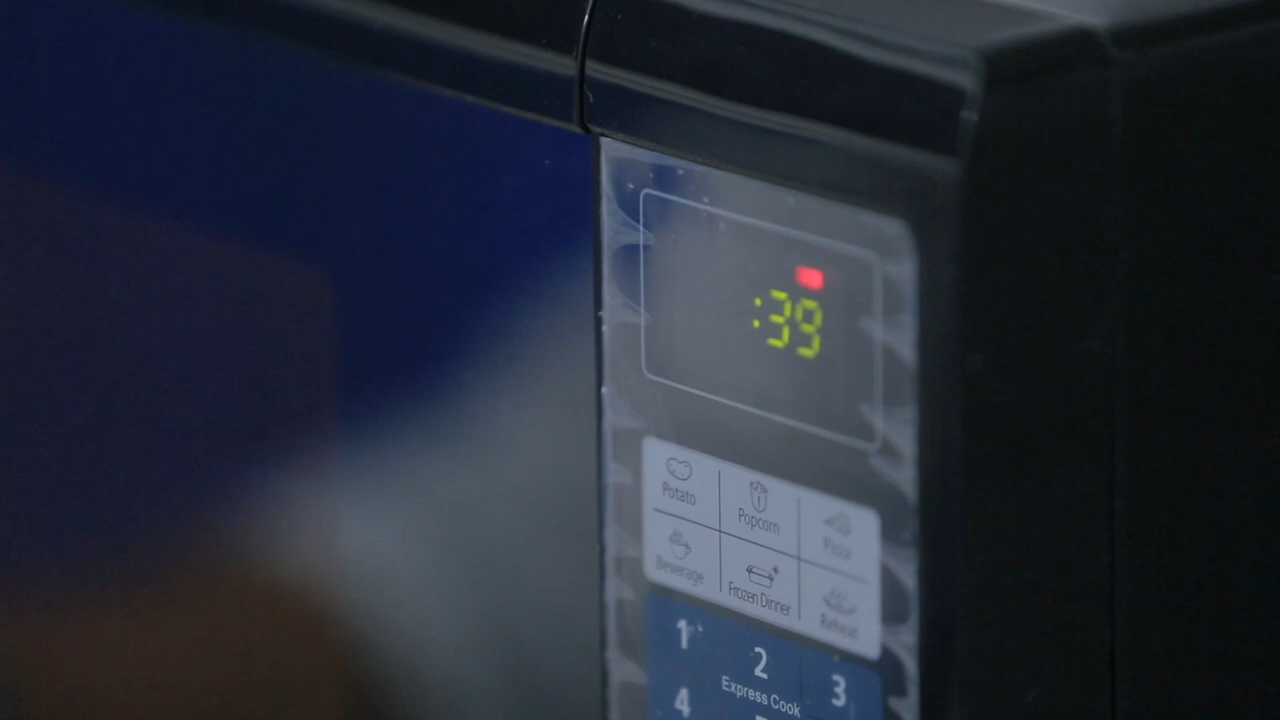 :39
Potato
Popcorn
Pizza
Beverage
Frozen Dinner
Reheat
1
2
3
Express Cook
4